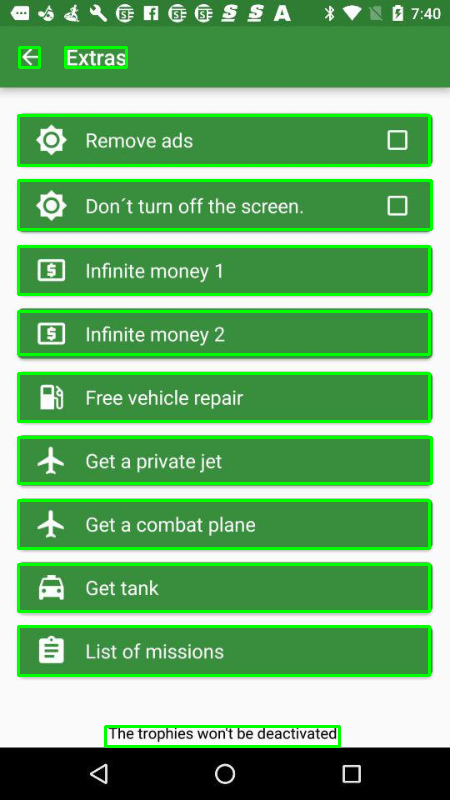 7:40
Extras
Remove ads
Don´t turn off the screen.
Infinite money 1
Infinite money 2
Free vehicle repair
Get a private jet
Get a combat plane
Get tank
List of missions
The trophies won't be deactivated